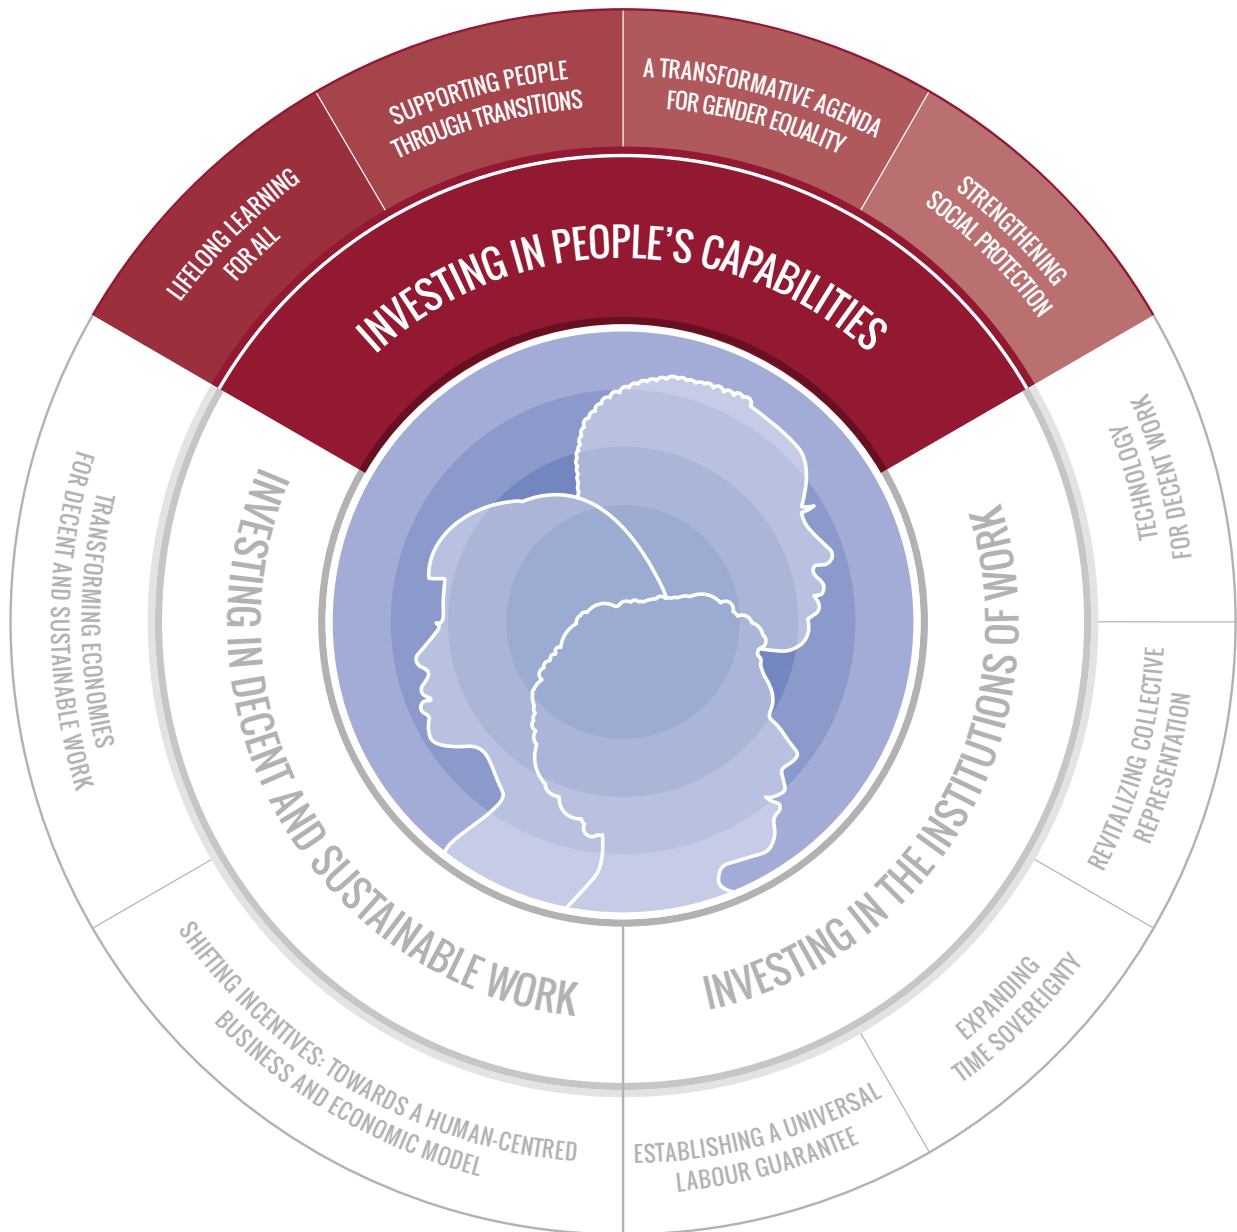 LIFELONG LEARNING
FOR ALL
SUPPORTING PEOPLE
THROUGH TRANSITIONS
A TRANSFORMATIVE AGENDA
FOR GENDER EQUALITY
STRENGTHENING
SOCIAL PROTECTION
INVESTING IN PEOPLE’S CAPABILITIES
TECHNOLOGY
FOR DECENT WORK
REVITALIZING COLLECTIVE
REPRESENTATION
EXPANDING
TIME SOVEREIGNTY
ESTABLISHING A UNIVERSAL
LABOUR GUARANTEE
INVESTING IN THE INSTITUTIONS OF WORK
TRANSFORMING ECONOMIES
FOR DECENT AND SUSTAINABLE WORK
SHIFTING INCENTIVES: TOWARDS A HUMAN-CENTRED
BUSINESS AND ECONOMIC MODEL
INVESTING IN DECENT AND SUSTAINABLE WORK